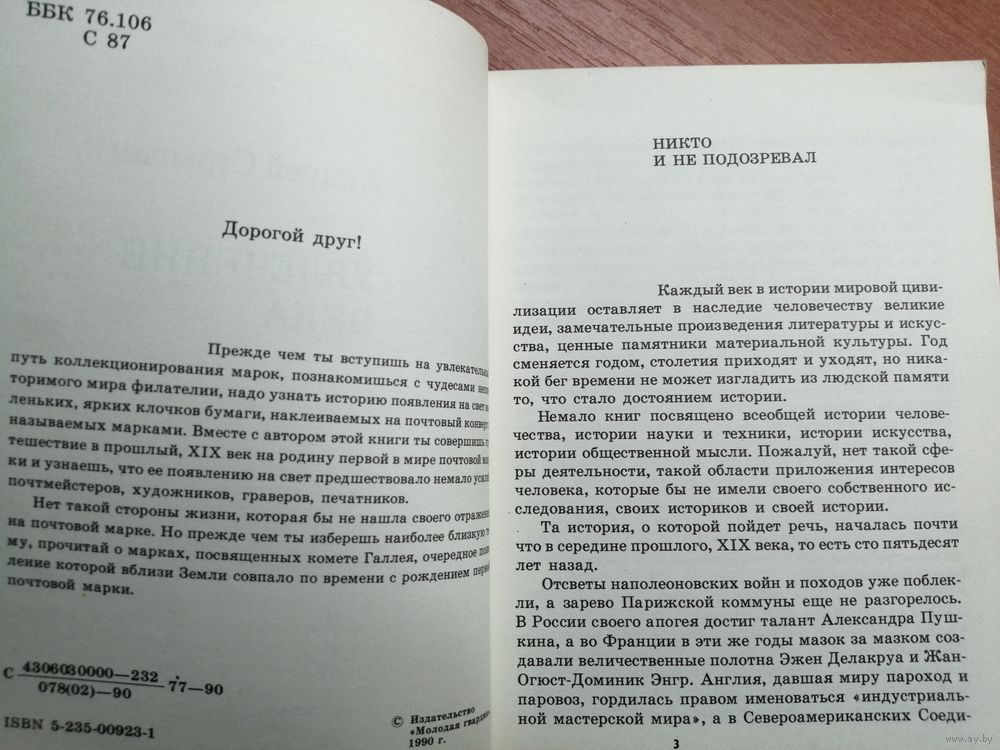 ББК 76.106
С 87
Дорогой друг!
Прежде чем ты вступишь на увлекательный
путь коллекционирования марок, познакомишься с чудесами непов
торимого мира филателии, надо узнать историю появления на свет ма
леньких, ярких клочков бумаги, наклеиваемых на почтовый конверт,
называемых марками. Вместе с автором этой книги ты совершишь
тешествие в прошлый, XIX век на родину первой в мире почтовой мар
ки и узнаешь, что ее появлению на свет предшествовало немало усил
почтмейстеров, художников, граверов, печатников.
Нет такой стороны жизни, которая бы не нашла своего отражения
на почтовой марке. Но прежде чем ты изберешь наиболее близкую те
му, прочитай о марках, посвященных комете Галлея, очередное появ
ление которой вблизи Земли совпало по времени с рождением первой
почтовой марки.
С 4306030000—232
078(02)—90 77—90
ISBN 5-235-00923-1
© Издательство
«Молодая гвардия»
1990 г.
НИКТО
И НЕ ПОДОЗРЕВАЛ
Каждый век в истории мировой циви-
лизации оставляет в наследие человечеству великие
идеи, замечательные произведения литературы и искус-
ства, ценные памятники материальной культуры. Год
сменяется годом, столетия приходят и уходят, но ника-
кой бег времени не может изгладить из людской памяти
то, что стало достоянием истории.
Немало книг посвящено всеобщей истории челове-
чества, истории науки и техники, истории искусства,
истории общественной мысли. Пожалуй, нет такой сфе-
ры деятельности, такой области приложения интересов
человека, которые бы не имели своего собственного ис-
следования, своих историков и своей истории.
Та история, о которой пойдет речь, началась почти
что в середине прошлого, XIX века, то есть сто пятьдесят
лет назад.
Отсветы наполеоновских войн и походов уже поблек-
ли, а зарево Парижской коммуны еще не разгорелось.
В России своего апогея достиг талант Александра Пуш-
кина, а во Франции в эти же годы мазок за мазком соз-
давали величественные полотна Эжен Делакруа и Жан-
Огюст-Доминик Энгр. Англия, давшая миру пароход и
паровоз, гордилась правом именоваться «индустриаль-
ной мастерской мира», а в Североамериканских Соеди-
3
www.ay.by